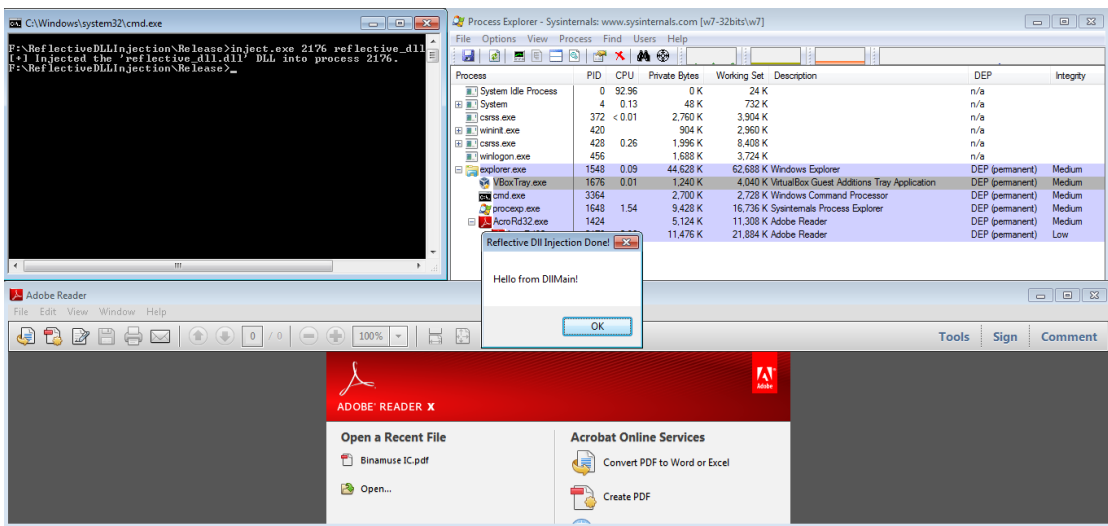 C:\Windows\system32\cmd.exe
F:\ReflectiveDLLInjection\Release>inject.exe 2176 reflective_dll
[+] Injected the 'reflective_dll.dll' DLL into process 2176.
F:\ReflectiveDLLInjection\Release>_
Process Explorer - Sysinternals: www.sysinternals.com [w7-32bits\w7]
File Options View Process Find Users Help
Process PID CPU Private Bytes Working Set Description DEP Integrity
System Idle Process 0 92.96 0 K 24 K n/a
System 4 0.13 48 K 732 K n/a
csrss.exe 372 < 0.01 2,760 K 3,904 K n/a
wininit.exe 420 904 K 2,960 K n/a
csrss.exe 428 0.26 1,996 K 8,408 K n/a
winlogon.exe 456 1,688 K 3,724 K n/a
explorer.exe 1548 0.09 44,628 K 62,688 K Windows Explorer DEP (permanent) Medium
VBoxTray.exe 1676 0.01 1,240 K 4,040 K VirtualBox Guest Additions Tray Application DEP (permanent) Medium
cmd.exe 3364 2,700 K 2,728 K Windows Command Processor DEP (permanent) Medium
procexp.exe 1648 1.54 9,428 K 16,736 K Sysinternals Process Explorer DEP (permanent) Medium
AcroRd32.exe 1424 5,124 K 11,308 K Adobe Reader DEP (permanent) Medium
11,476 K 21,884 K Adobe Reader DEP (permanent) Low
Reflective Dll Injection Done!
Hello from DllMain!
OK
Adobe Reader
File Edit View Window Help
0 / 0 100% Tools Sign Comment
Adobe
ADOBE® READER X
Open a Recent File
Binamuse IC.pdf
Open...
Acrobat Online Services
Convert PDF to Word or Excel
Create PDF